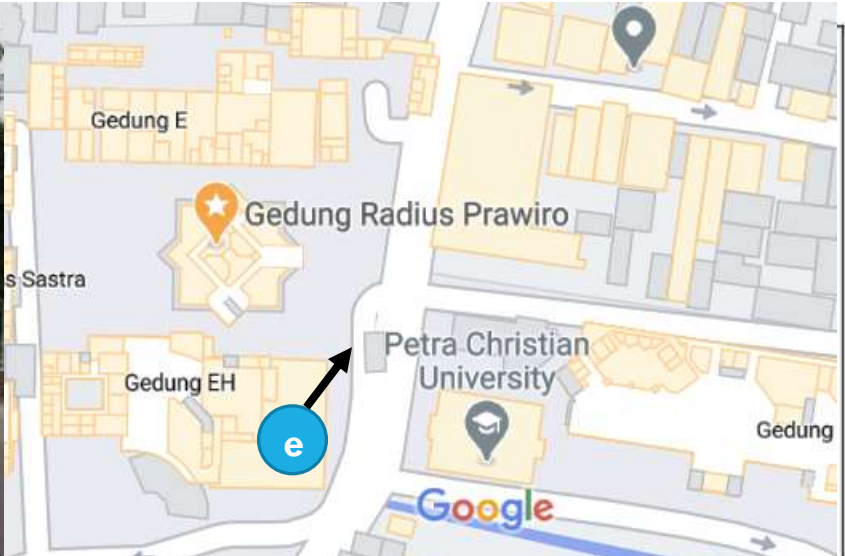 Gedung E
Gedung Radius Prawiro
s Sastra
Petra Christian
University
Gedung EH
e
Gedung
Google